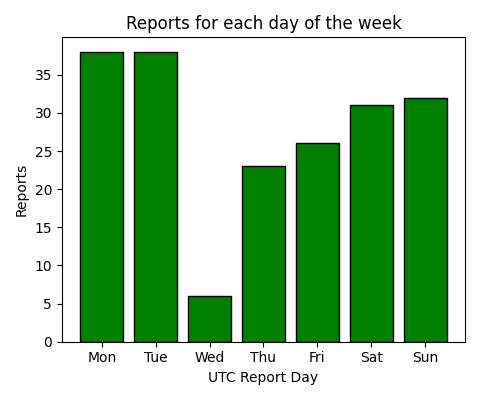 Reports for each day of the week
Reports
35
30
25
20
15
10
5
0
Mon Tue Wed Thu Fri Sat Sun
UTC Report Day